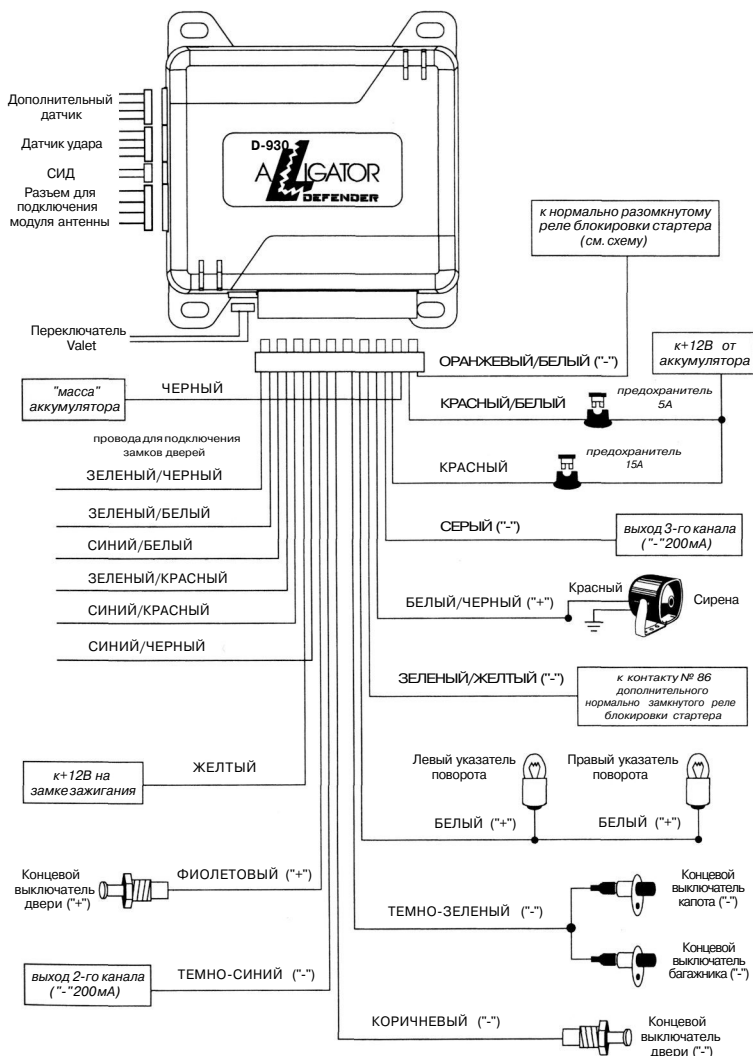 Дополнительный
датчик
Датчик удара
СИД
Разъем для
подключения
модуля антенны
D-930
ALLIGATOR
DEFENDER
к нормально разомкнутому
реле блокировки стартера
(см. схему)
Переключатель
Valet
ОРАНЖЕВЫЙ/БЕЛЫЙ ("-")
к+12В от
аккумулятора
"масса"
аккумулятора
ЧЕРНЫЙ
КРАСНЫЙ/БЕЛЫЙ
предохранитель
5А
провода для подключения
замков дверей
ЗЕЛЕНЫЙ/ЧЕРНЫЙ
КРАСНЫЙ
предохранитель
15А
ЗЕЛЕНЫЙ/БЕЛЫЙ
СЕРЫЙ ("-")
выход 3-го канала
("-"200мА)
СИНИЙ/БЕЛЫЙ
ЗЕЛЕНЫЙ/КРАСНЫЙ
СИНИЙ/КРАСНЫЙ
БЕЛЫЙ/ЧЕРНЫЙ ("+")
Красный
Сирена
СИНИЙ/ЧЕРНЫЙ
ЗЕЛЕНЫЙ/ЖЕЛТЫЙ ("-")
к контакту № 86
дополнительного
нормально замкнутого реле
блокировки стартера
к+12В на
замке зажигания
ЖЕЛТЫЙ
Левый указатель
поворота
Правый указатель
поворота
БЕЛЫЙ ("+")
БЕЛЫЙ ("+")
Концевой
выключатель
двери ("+")
ФИОЛЕТОВЫЙ ("+")
ТЕМНО-ЗЕЛЕНЫЙ ("-")
Концевой
выключатель
капота ("-")
Концевой
выключатель
багажника ("-")
выход 2-го канала
("-"200мА)
ТЕМНО-СИНИЙ ("-")
КОРИЧНЕВЫЙ ("-")
Концевой
выключатель
двери ("-")